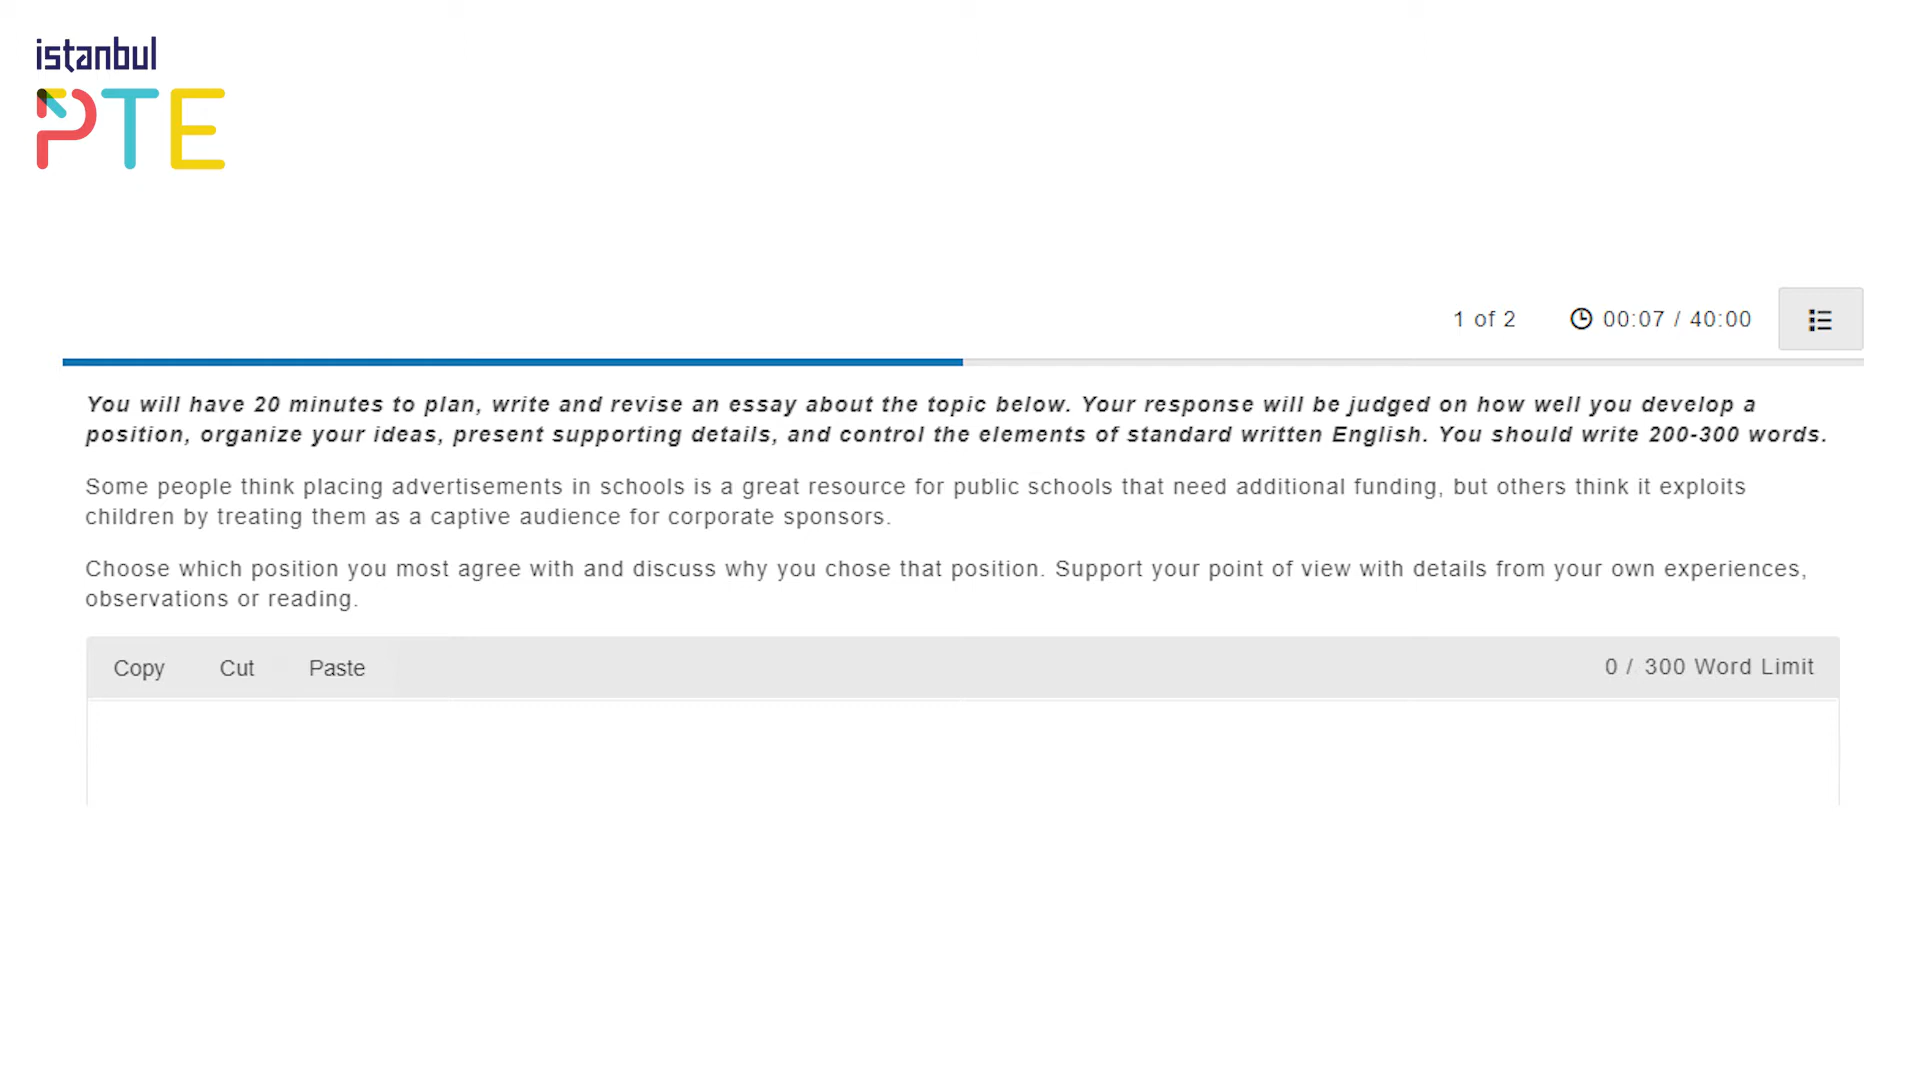 istanbul
PTE
1 of 2 00:07 / 40:00
You will have 20 minutes to plan, write and revise an essay about the topic below. Your response will be judged on how well you develop a
position, organize your ideas, present supporting details, and control the elements of standard written English. You should write 200-300 words.
Some people think placing advertisements in schools is a great resource for public schools that need additional funding, but others think it exploits
children by treating them as a captive audience for corporate sponsors.
Choose which position you most agree with and discuss why you chose that position. Support your point of view with details from your own experiences,
observations or reading.
Copy Cut Paste 0 / 300 Word Limit